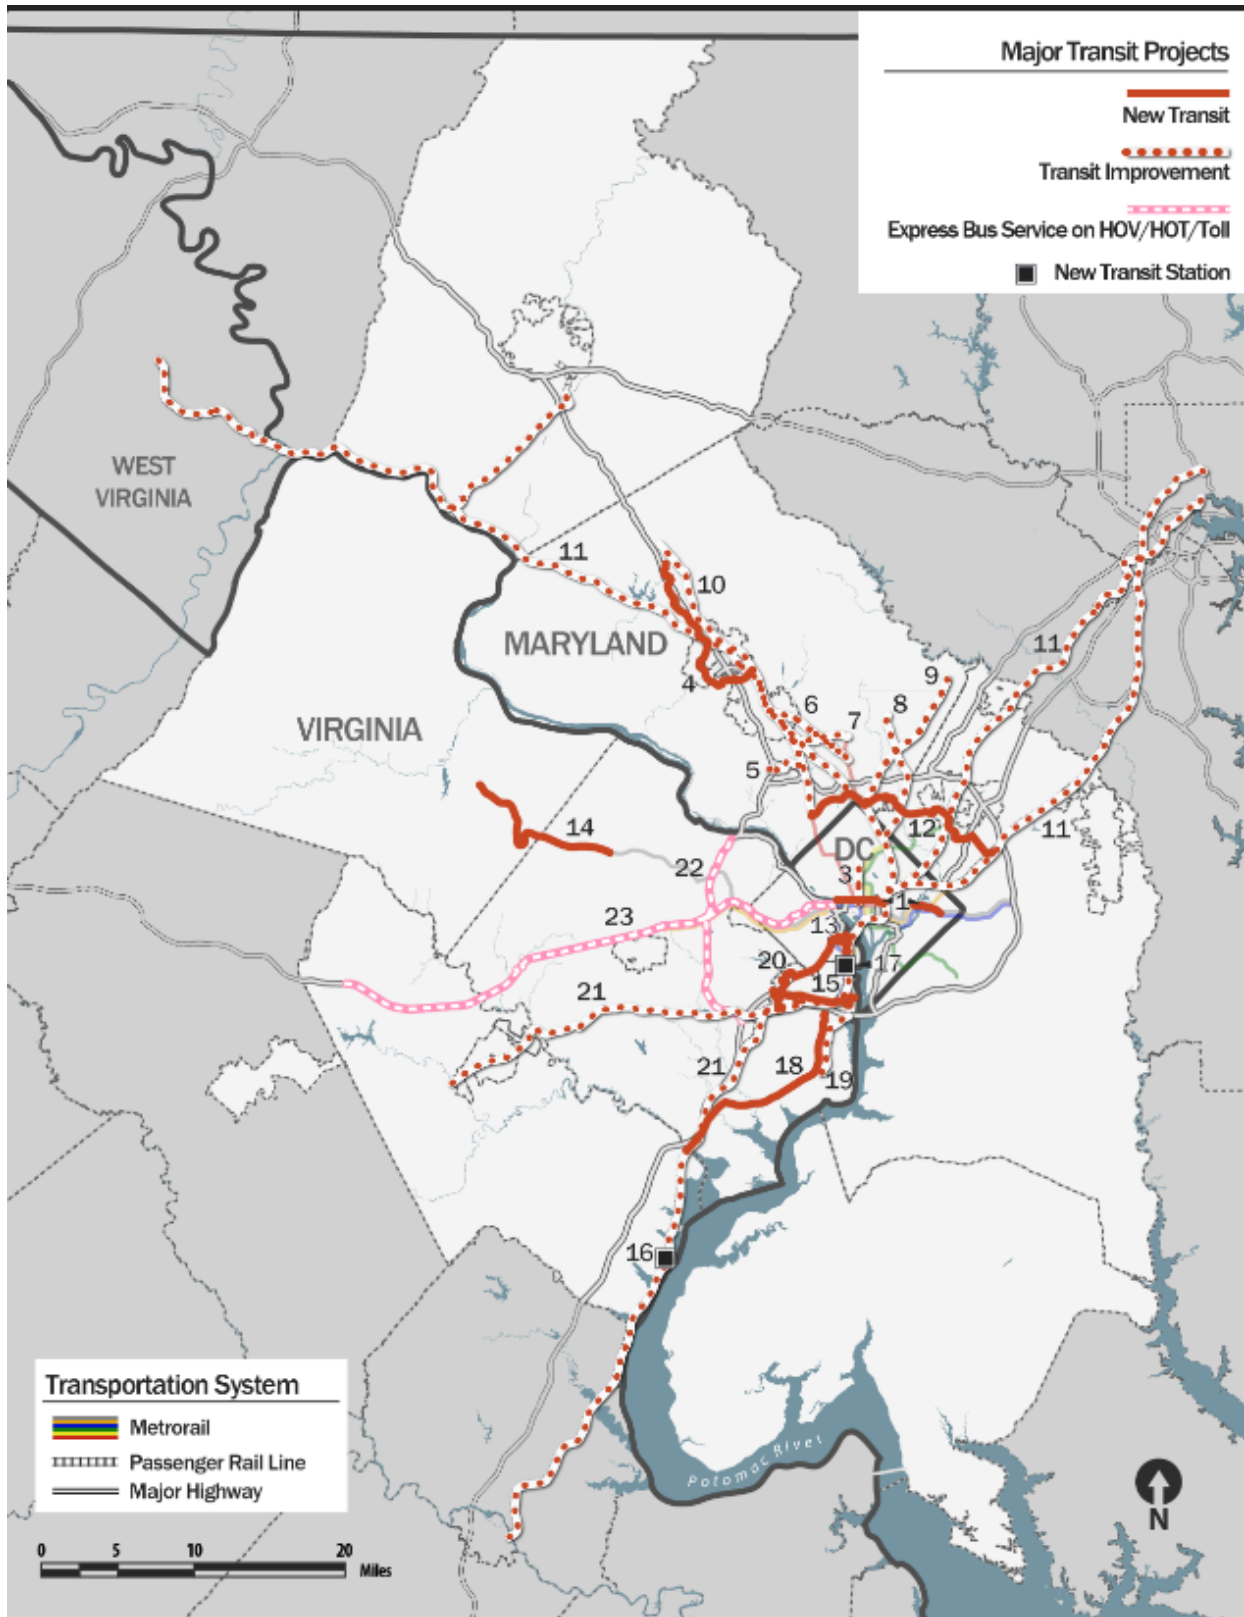 Major Transit Projects
New Transit
Transit Improvement
Express Bus Service on HOV/HOT/Toll
New Transit Station
WEST
VIRGINIA
11
10
MARYLAND
11
4
9
6
8
7
VIRGINIA
5
14
12
11
DC
22
3
1
23
13
20
17
15
21
21
18
19
16
Transportation System
Metrorail
Passenger Rail Line
Major Highway
Potomac River
N
0 5 10 20
Miles